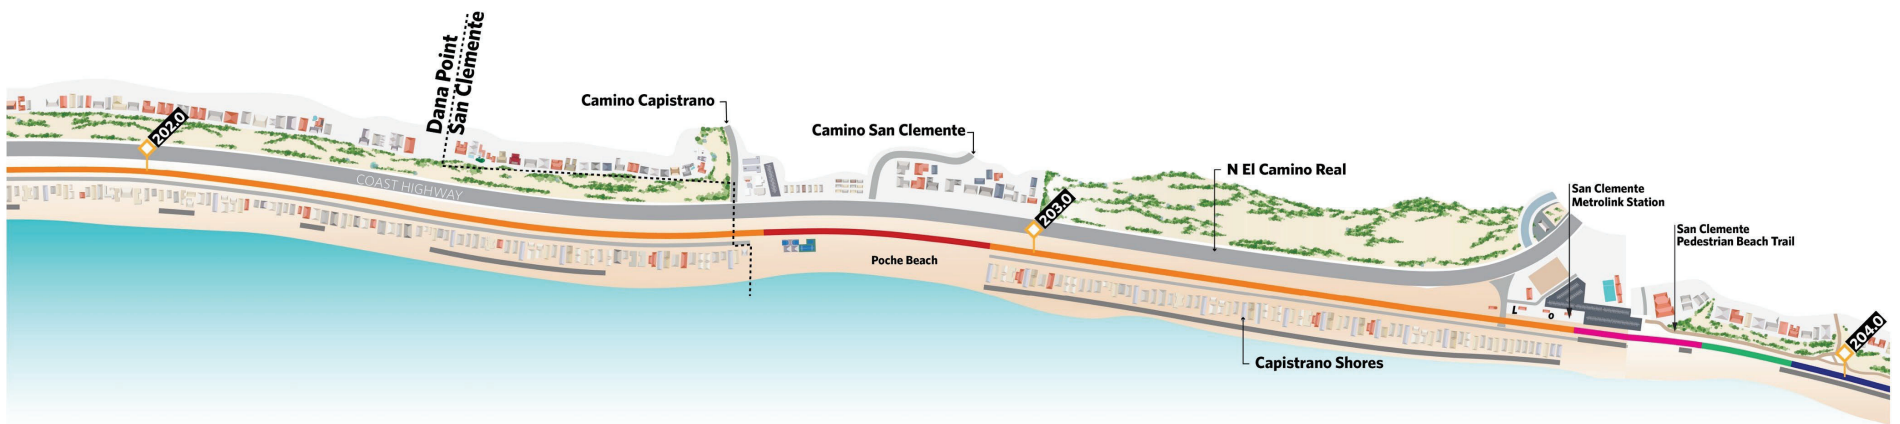 Dana Point
San Clemente
Camino Capistrano
202.0
Camino San Clemente
N El Camino Real
COAST HIGHWAY
San Clemente
Metrolink Station
203.0
San Clemente
Pedestrian Beach Trail
Poche Beach
L
o
204.0
Capistrano Shores